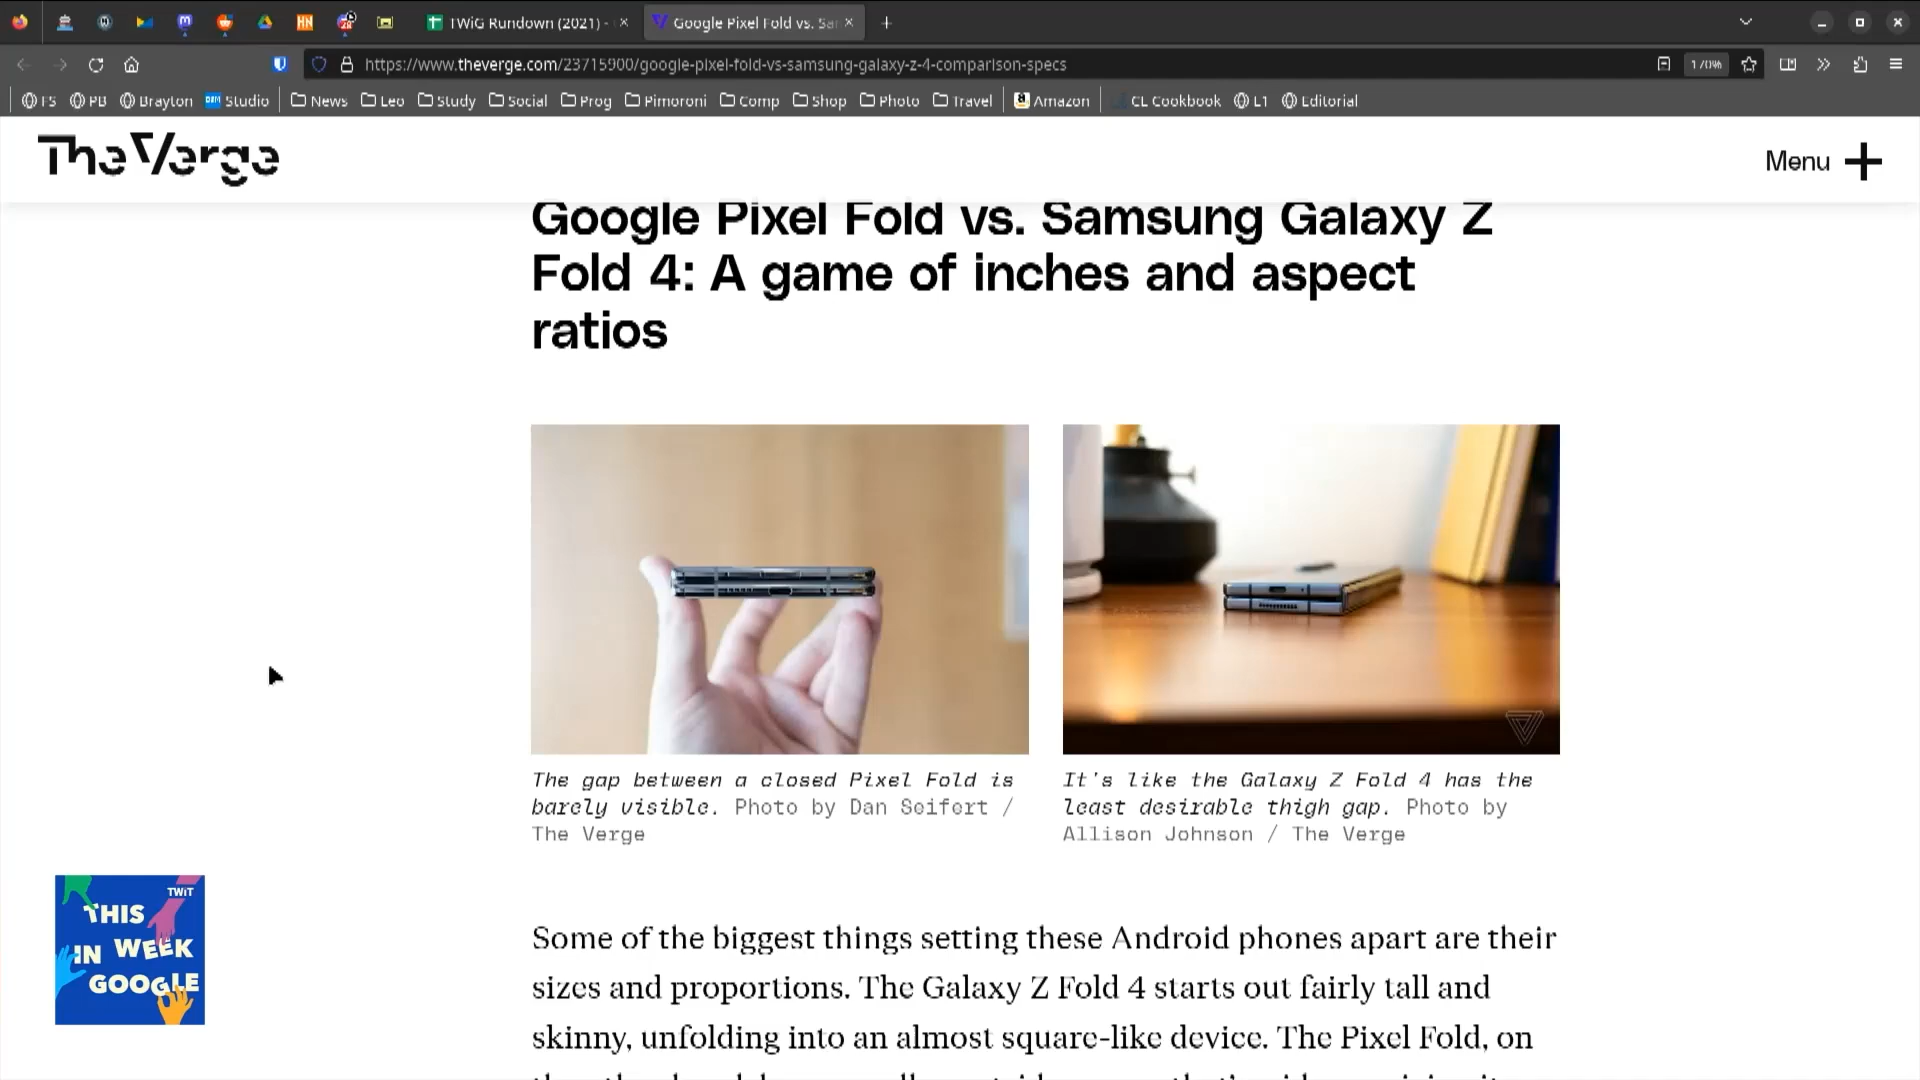 TWiG Rundown (2021) -
Google Pixel Fold vs. Sa
https://www.theverge.com/23715900/google-pixel-fold-vs-samsung-galaxy-z-4-comparison-specs
170%
FS PB Brayton Studio News Leo Study Social Prog Pimoroni Comp Shop Photo Travel Amazon CL Cookbook L1 Editorial
The Verge
Menu
Google Pixel Fold vs. Samsung Galaxy Z
Fold 4: A game of inches and aspect
ratios
The gap between a closed Pixel Fold is
barely visible. Photo by Dan Seifert /
The Verge
It's like the Galaxy Z Fold 4 has the
least desirable thigh gap. Photo by
Allison Johnson / The Verge
TWiT
THIS
IN WEEK
GOOGLE
Some of the biggest things setting these Android phones apart are their
sizes and proportions. The Galaxy Z Fold 4 starts out fairly tall and
skinny, unfolding into an almost square-like device. The Pixel Fold, on